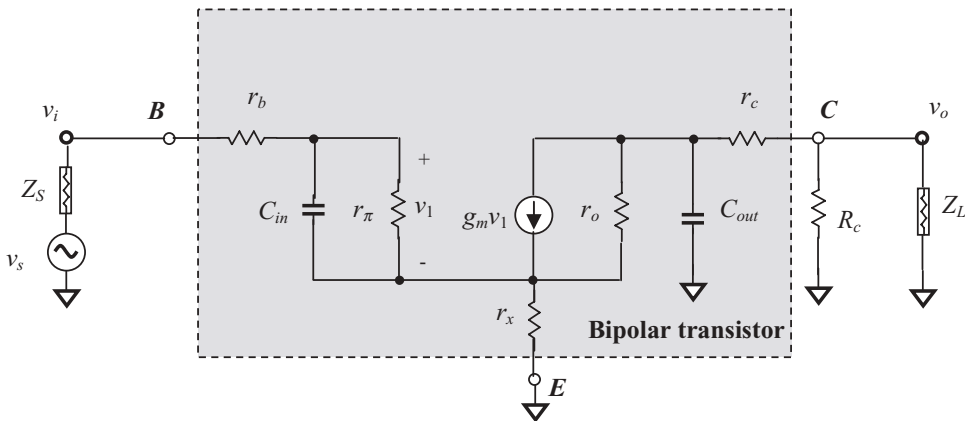 v_i
B
r_b
r_c
C
v_o
Z_S
C_in
r_π
+
v_1
-
g_m v_1
r_o
C_out
R_c
Z_L
v_s
r_x
Bipolar transistor
E